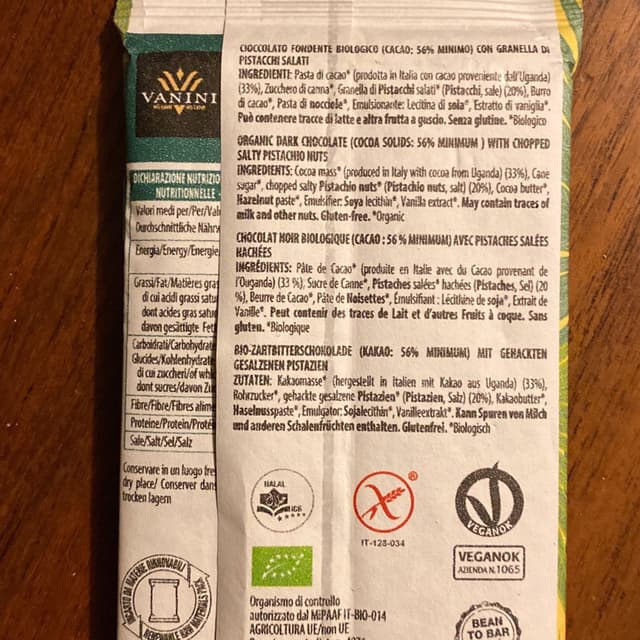 VANINI
DICHIARAZIONE NUTRIZIO
NUTRITIONNELLE
Valori medi per/Per/Vale
Durchschnittliche Nährw
Energia/Energy/Energie
Grassi/Fat/Matières gras
di cui acidi grassi satu
dont acides gras satur
davon gesättigte Fet
Carboidrati/Carbohydrate
Glucides/Kohlenhydrate
di cui zuccheri/of whi
dont sucres/davon Zu
Fibre/Fibre/Fibres alime
Proteine/Protein/Proté
Sale/Salt/Sel/Salz
Conservare in un luogo fres
dry place/ Conserver dans
trocken lagern
CIOCCOLATO FONDENTE BIOLOGICO (CACAO: 56% MINIMO) CON GRANELLA DI
PISTACCHI SALATI
INGREDIENTI: Pasta di cacao* (prodotta in Italia con cacao proveniente dall'Uganda)
(33%), Zucchero di canna*, Granella di Pistacchi salati* (Pistacchi, sale) (20%), Burro
di cacao*, Pasta di nocciole*, Emulsionante: Lecitina di soia*, Estratto di vaniglia*.
Può contenere tracce di latte e altra frutta a guscio. Senza glutine. *Biologico
ORGANIC DARK CHOCOLATE (COCOA SOLIDS: 56% MINIMUM ) WITH CHOPPED
SALTY PISTACHIO NUTS
INGREDIENTS: Cocoa mass* (produced in Italy with cocoa from Uganda) (33%), Cane
sugar*, chopped salty Pistachio nuts* (Pistachio nuts, salt) (20%), Cocoa butter*,
Hazelnut paste*, Emulsifier: Soya lecithin*, Vanilla extract*. May contain traces of
milk and other nuts. Gluten-free. *Organic
CHOCOLAT NOIR BIOLOGIQUE (CACAO : 56 % MINIMUM) AVEC PISTACHES SALÉES
HACHÉES
INGRÉDIENTS: Pâte de Cacao* (produite en Italie avec du Cacao provenant de
l'Ouganda) (33 %), Sucre de Canne*, Pistaches salées* hachées (Pistaches, Sel) (20
%), Beurre de Cacao*, Pâte de Noisettes*, Emulsifiant : Lécithine de soja*, Extrait de
Vanille*. Peut contenir des traces de Lait et d'autres Fruits à coque. Sans
gluten. *Biologique
BIO-ZARTBITTERSCHOKOLADE (KAKAO: 56% MINIMUM) MIT GEHACKTEN
GESALZENEN PISTAZIEN
ZUTATEN: Kakaomasse* (hergestellt in Italien mit Kakao aus Uganda) (33%),
Rohrzucker*, gehackte gesalzene Pistazien* (Pistazien, Salz) (20%), Kakaobutter*,
Haselnusspaste*, Emulgator: Sojalecithin*, Vanilleextrakt*. Kann Spuren von Milch
und anderen Schalenfrüchten enthalten. Glutenfrei. *Biologisch
HALAL
IT-128-034
VEGANOK
VEGANOK
AZIENDA N.1065
Organismo di controllo
autorizzato dal MiPAAF IT-BIO-014
AGRICOLTURA UE/non UE
BEAN
TO BAR